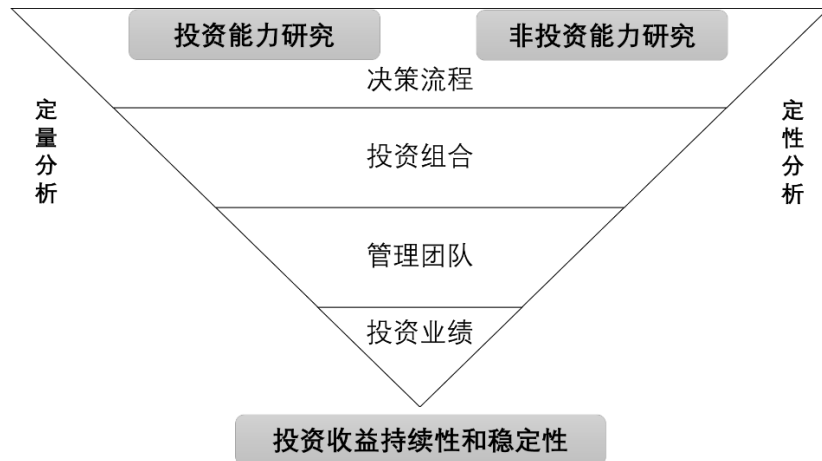 投资能力研究
非投资能力研究
决策流程
定量分析
定性分析
投资组合
管理团队
投资业绩
投资收益持续性和稳定性